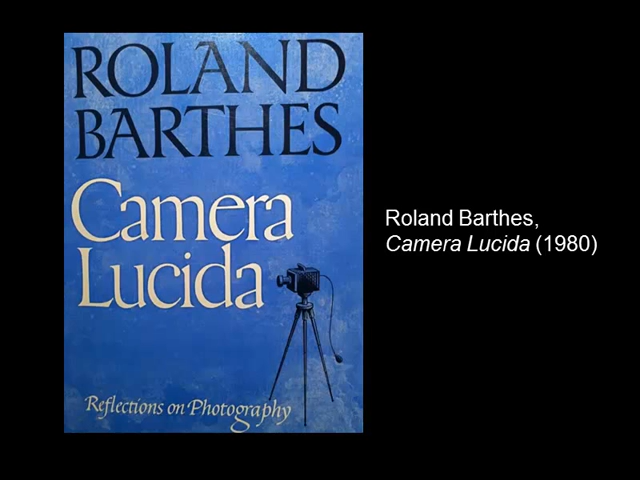 ROLAND
BARTHES
Camera
Lucida
Reflections on Photography
Roland Barthes,
Camera Lucida (1980)